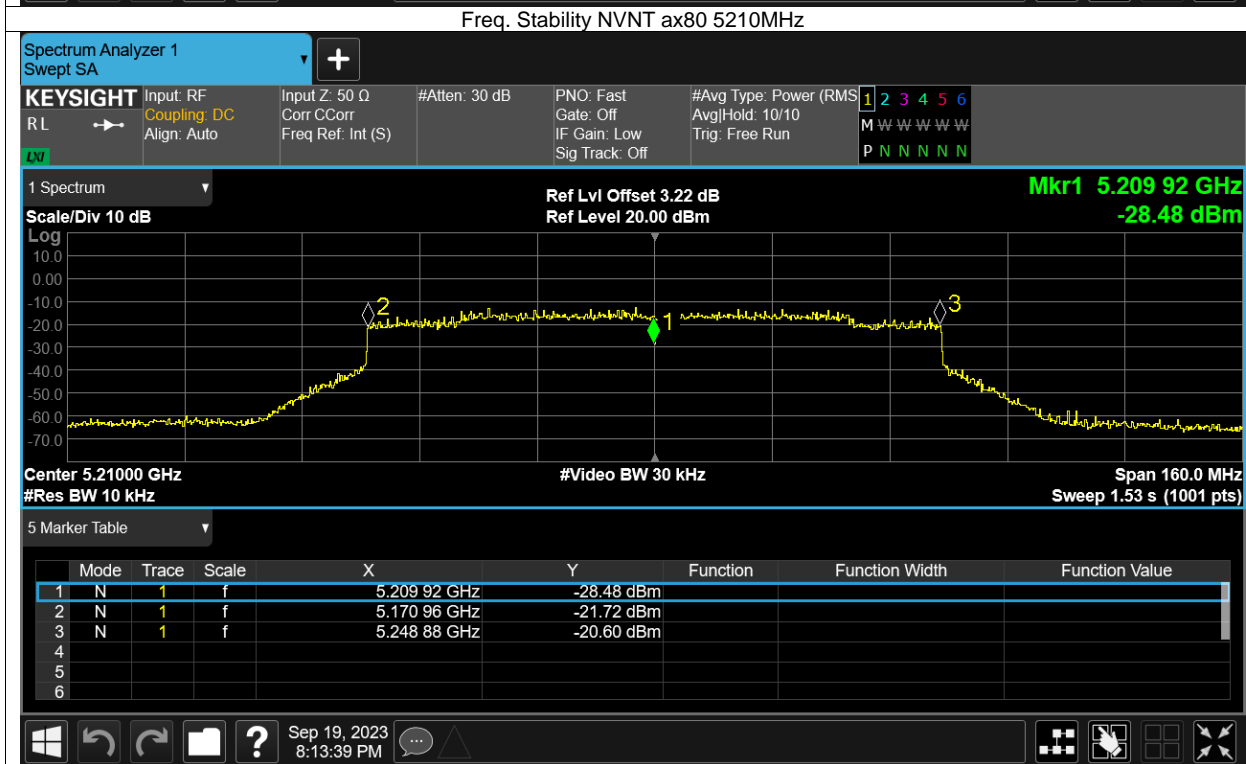 Freq. Stability NVNT ax80 5210MHz
Spectrum Analyzer 1
Swept SA
+
KEYSIGHT
RL
LXI
Input: RF
Coupling: DC
Align: Auto
Input Z: 50 Ω
Corr CCorr
Freq Ref: Int (S)
#Atten: 30 dB
PNO: Fast
Gate: Off
IF Gain: Low
Sig Track: Off
#Avg Type: Power (RMS
Avg|Hold: 10/10
Trig: Free Run
1 2 3 4 5 6
M W W W W W
P N N N N N
1 Spectrum
Scale/Div 10 dB
Ref Lvl Offset 3.22 dB
Ref Level 20.00 dBm
Mkr1 5.209 92 GHz
-28.48 dBm
Log
10.0
0.00
-10.0
-20.0
-30.0
-40.0
-50.0
-60.0
-70.0
2
1
3
Center 5.21000 GHz
#Video BW 30 kHz
Span 160.0 MHz
#Res BW 10 kHz
Sweep 1.53 s (1001 pts)
5 Marker Table
Mode Trace Scale X Y Function Function Width Function Value
1 N 1 f 5.209 92 GHz -28.48 dBm
2 N 1 f 5.170 96 GHz -21.72 dBm
3 N 1 f 5.248 88 GHz -20.60 dBm
4
5
6
?
Sep 19, 2023
8:13:39 PM